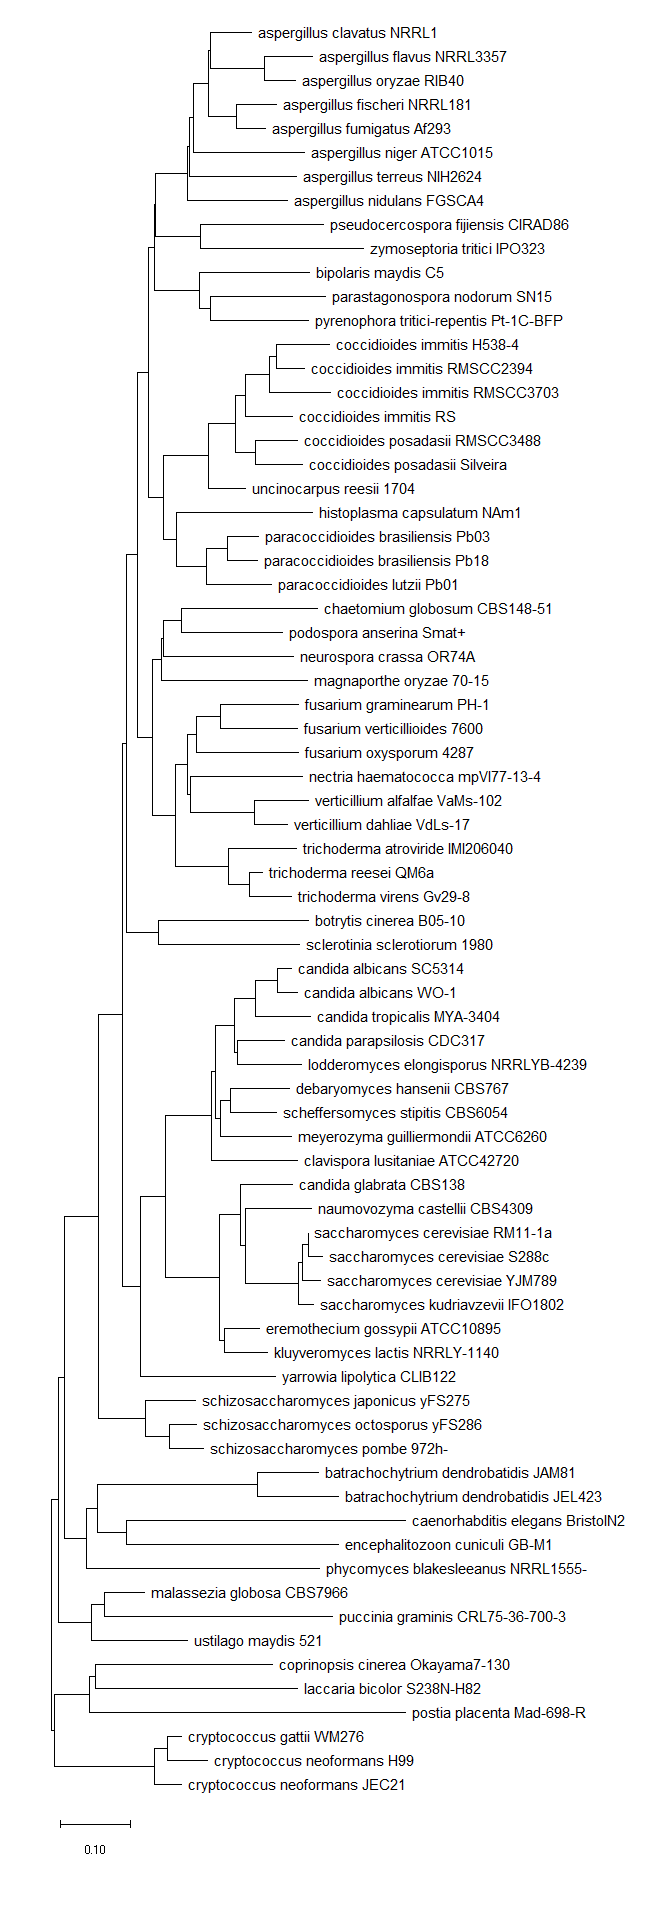 aspergillus clavatus NRRL1
aspergillus flavus NRRL3357
aspergillus oryzae RIB40
aspergillus fischeri NRRL181
aspergillus fumigatus Af293
aspergillus niger ATCC1015
aspergillus terreus NIH2624
aspergillus nidulans FGSCA4
pseudocercospora fijiensis CIRAD86
zymoseptoria tritici IPO323
bipolaris maydis C5
parastagonospora nodorum SN15
pyrenophora tritici-repentis Pt-1C-BFP
coccidioides immitis H538-4
coccidioides immitis RMSCC2394
coccidioides immitis RMSCC3703
coccidioides immitis RS
coccidioides posadasii RMSCC3488
coccidioides posadasii Silveira
uncinocarpus reesii 1704
histoplasma capsulatum NAm1
paracoccidioides brasiliensis Pb03
paracoccidioides brasiliensis Pb18
paracoccidioides lutzii Pb01
chaetomium globosum CBS148-51
podospora anserina Smat+
neurospora crassa OR74A
magnaporthe oryzae 70-15
fusarium graminearum PH-1
fusarium verticillioides 7600
fusarium oxysporum 4287
nectria haematococca mpVI77-13-4
verticillium alfalfae VaMs-102
verticillium dahliae VdLs-17
trichoderma atroviride IMI206040
trichoderma reesei QM6a
trichoderma virens Gv29-8
botrytis cinerea B05-10
sclerotinia sclerotiorum 1980
candida albicans SC5314
candida albicans WO-1
candida tropicalis MYA-3404
candida parapsilosis CDC317
lodderomyces elongisporus NRRLYB-4239
debaryomyces hansenii CBS767
scheffersomyces stipitis CBS6054
meyerozyma guilliermondii ATCC6260
clavispora lusitaniae ATCC42720
candida glabrata CBS138
naumovozyma castellii CBS4309
saccharomyces cerevisiae RM11-1a
saccharomyces cerevisiae S288c
saccharomyces cerevisiae YJM789
saccharomyces kudriavzevii IFO1802
eremothecium gossypii ATCC10895
kluyveromyces lactis NRRLY-1140
yarrowia lipolytica CLIB122
schizosaccharomyces japonicus yFS275
schizosaccharomyces octosporus yFS286
schizosaccharomyces pombe 972h-
batrachochytrium dendrobatidis JAM81
batrachochytrium dendrobatidis JEL423
caenorhabditis elegans BristolN2
encephalitozoon cuniculi GB-M1
phycomyces blakesleeanus NRRL1555-
malassezia globosa CBS7966
puccinia graminis CRL75-36-700-3
ustilago maydis 521
coprinopsis cinerea Okayama7-130
laccaria bicolor S238N-H82
postia placenta Mad-698-R
cryptococcus gattii WM276
cryptococcus neoformans H99
cryptococcus neoformans JEC21
0.10